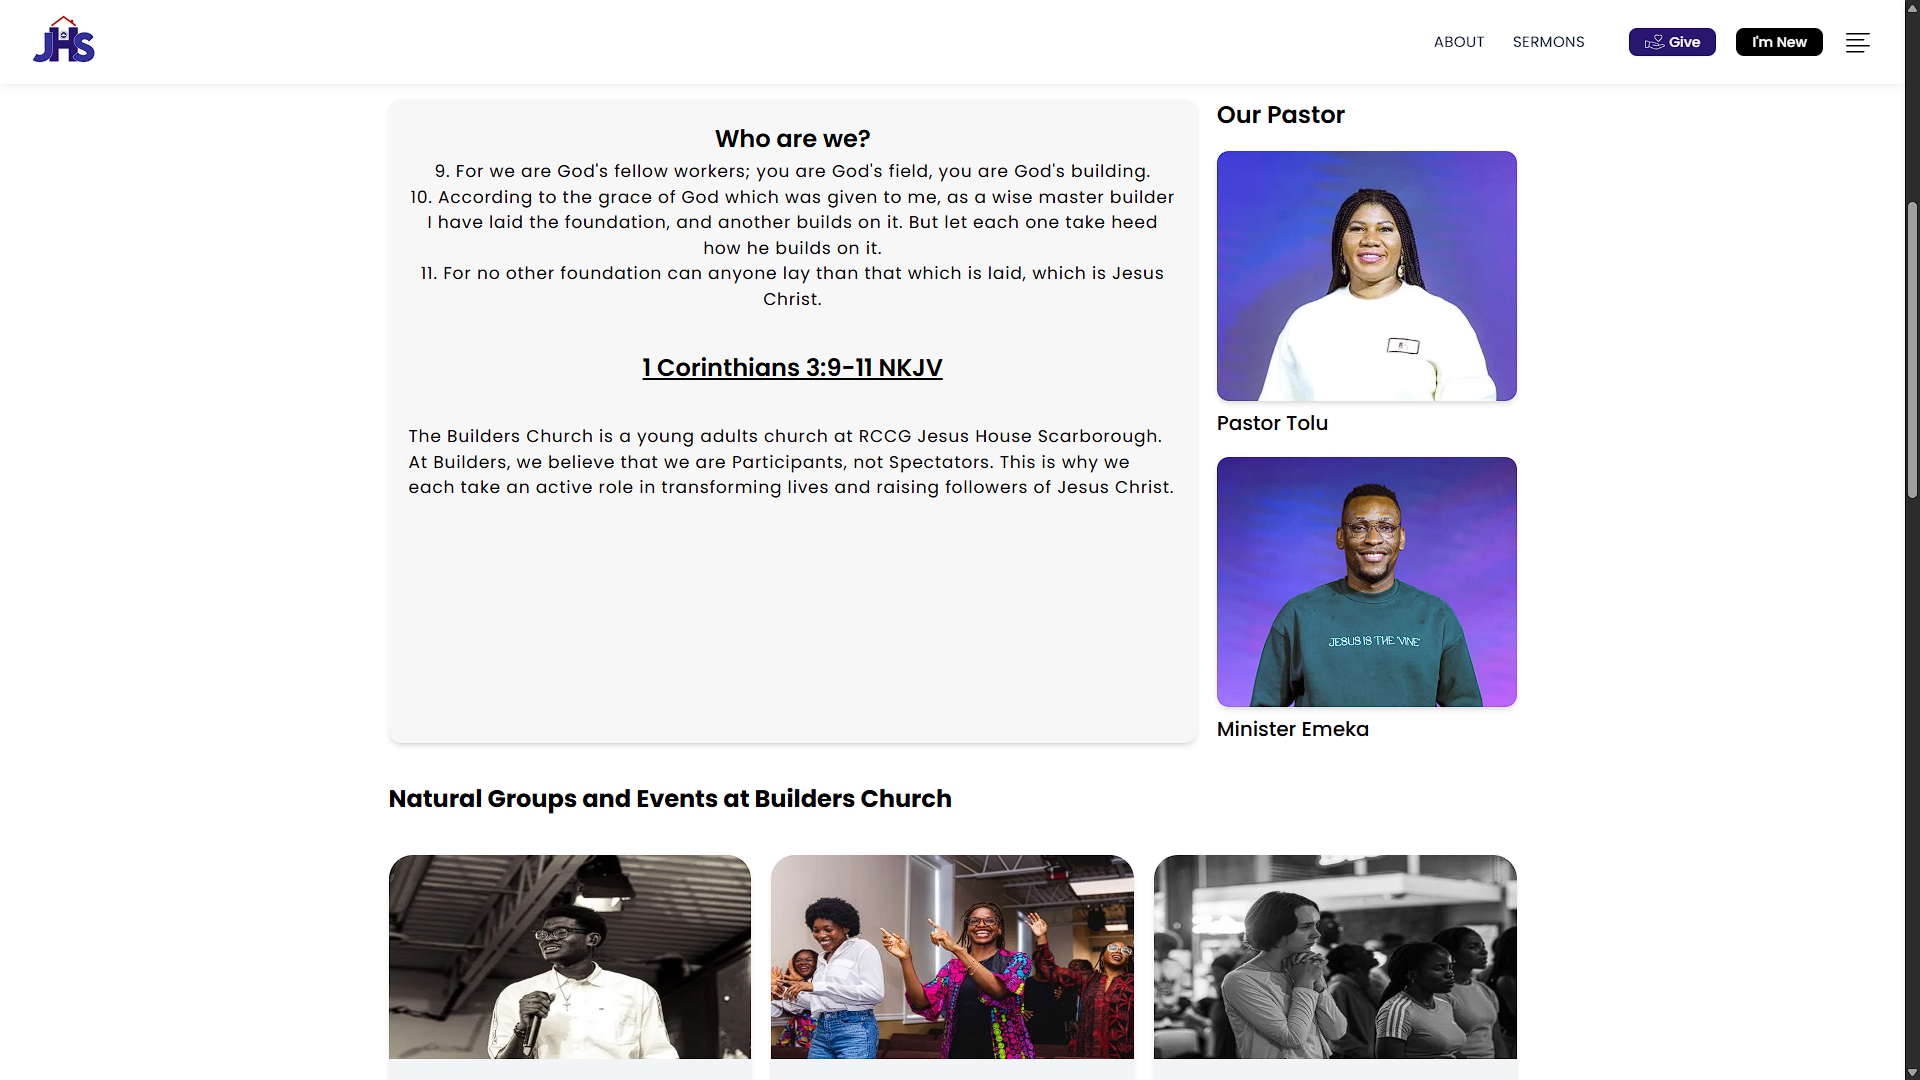 JHS
ABOUT
SERMONS
Give
I'm New
Who are we?
9. For we are God's fellow workers; you are God's field, you are God's building.
10. According to the grace of God which was given to me, as a wise master builder
I have laid the foundation, and another builds on it. But let each one take heed
how he builds on it.
11. For no other foundation can anyone lay than that which is laid, which is Jesus
Christ.
1 Corinthians 3:9-11 NKJV
The Builders Church is a young adults church at RCCG Jesus House Scarborough.
At Builders, we believe that we are Participants, not Spectators. This is why we
each take an active role in transforming lives and raising followers of Jesus Christ.
Our Pastor
Pastor Tolu
JESUS IS THE 'VINE'
Minister Emeka
Natural Groups and Events at Builders Church